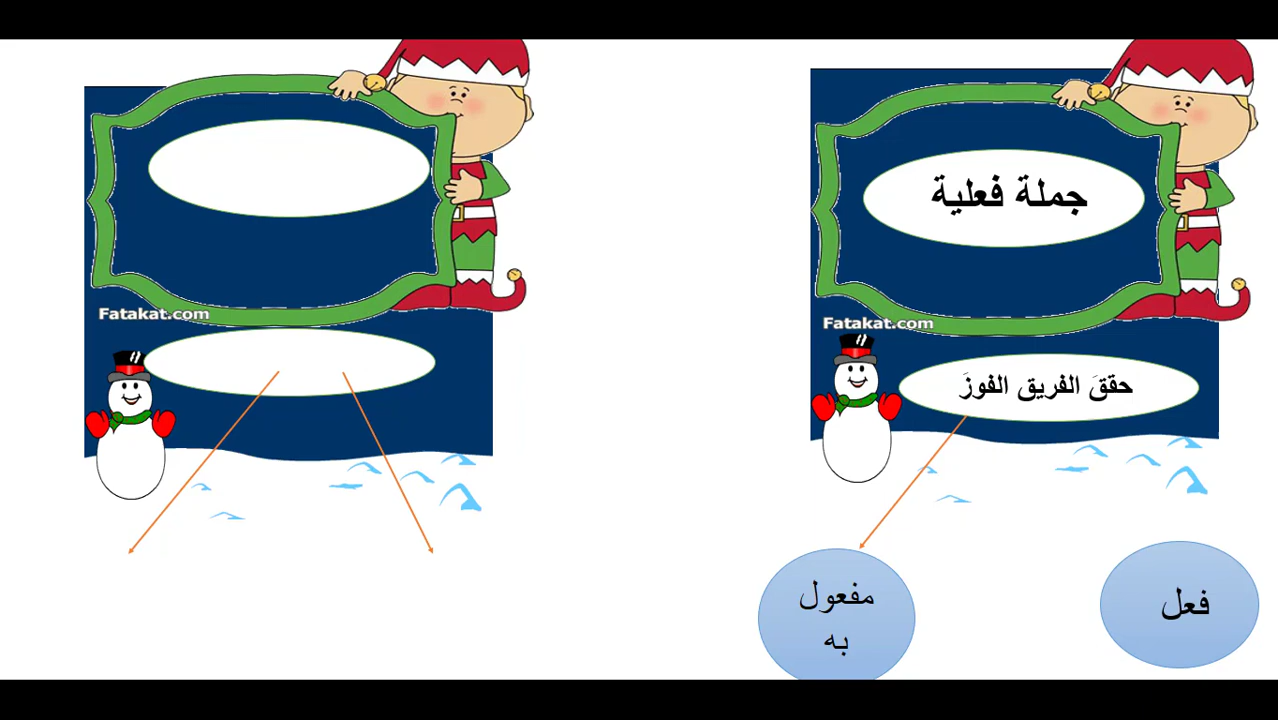 جملة فعلية
Fatakat.com
حققَ الفريق الفوزَ
فعل
مفعول
به
Fatakat.com